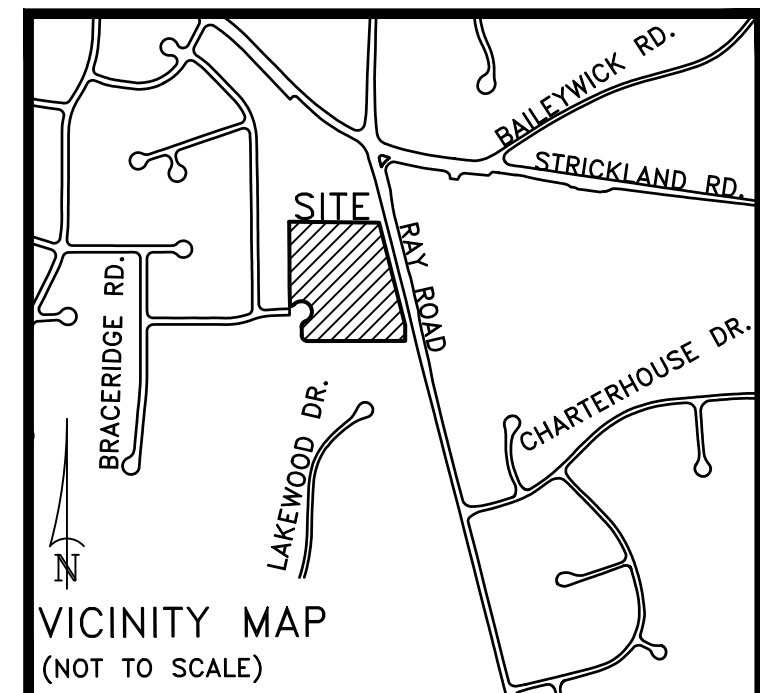 BAILEYWICK RD.
STRICKLAND RD.
SITE
RAY ROAD
BRACERIDGE RD.
CHARTERHOUSE DR.
LAKEWOOD DR.
N
VICINITY MAP
(NOT TO SCALE)